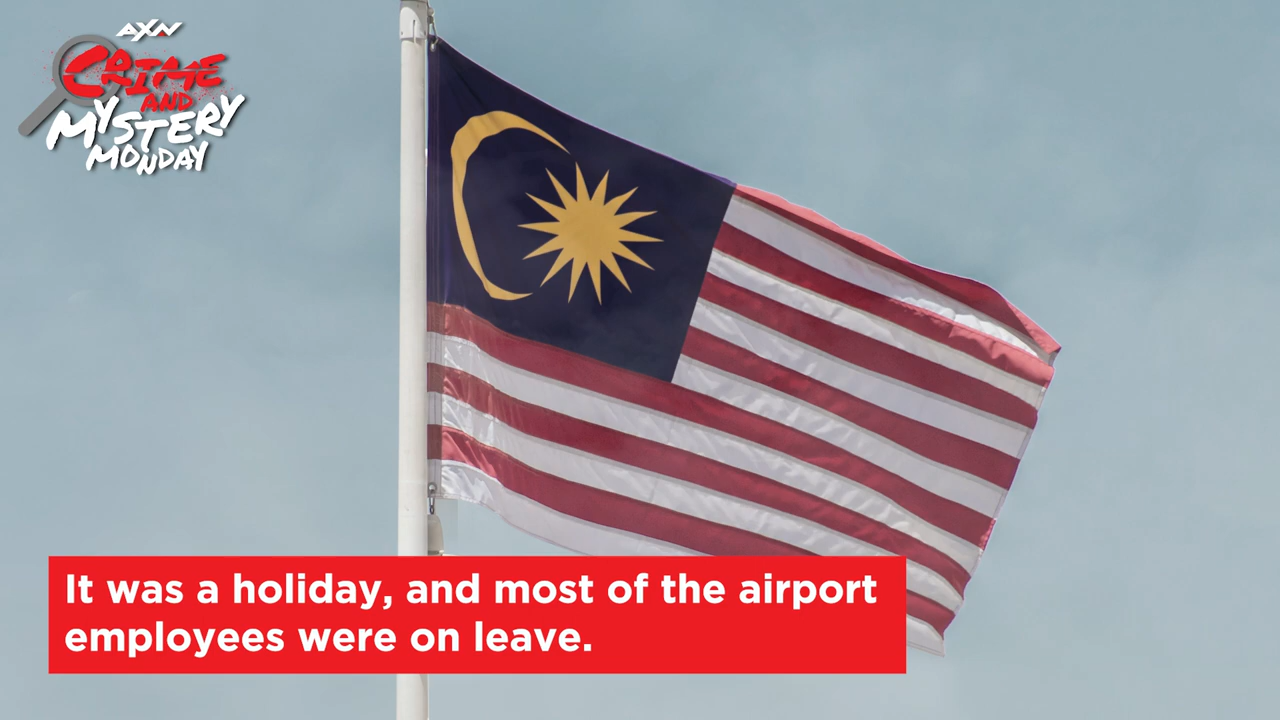 AXN
CRIME
AND
MYSTERY
MONDAY
It was a holiday, and most of the airport
employees were on leave.